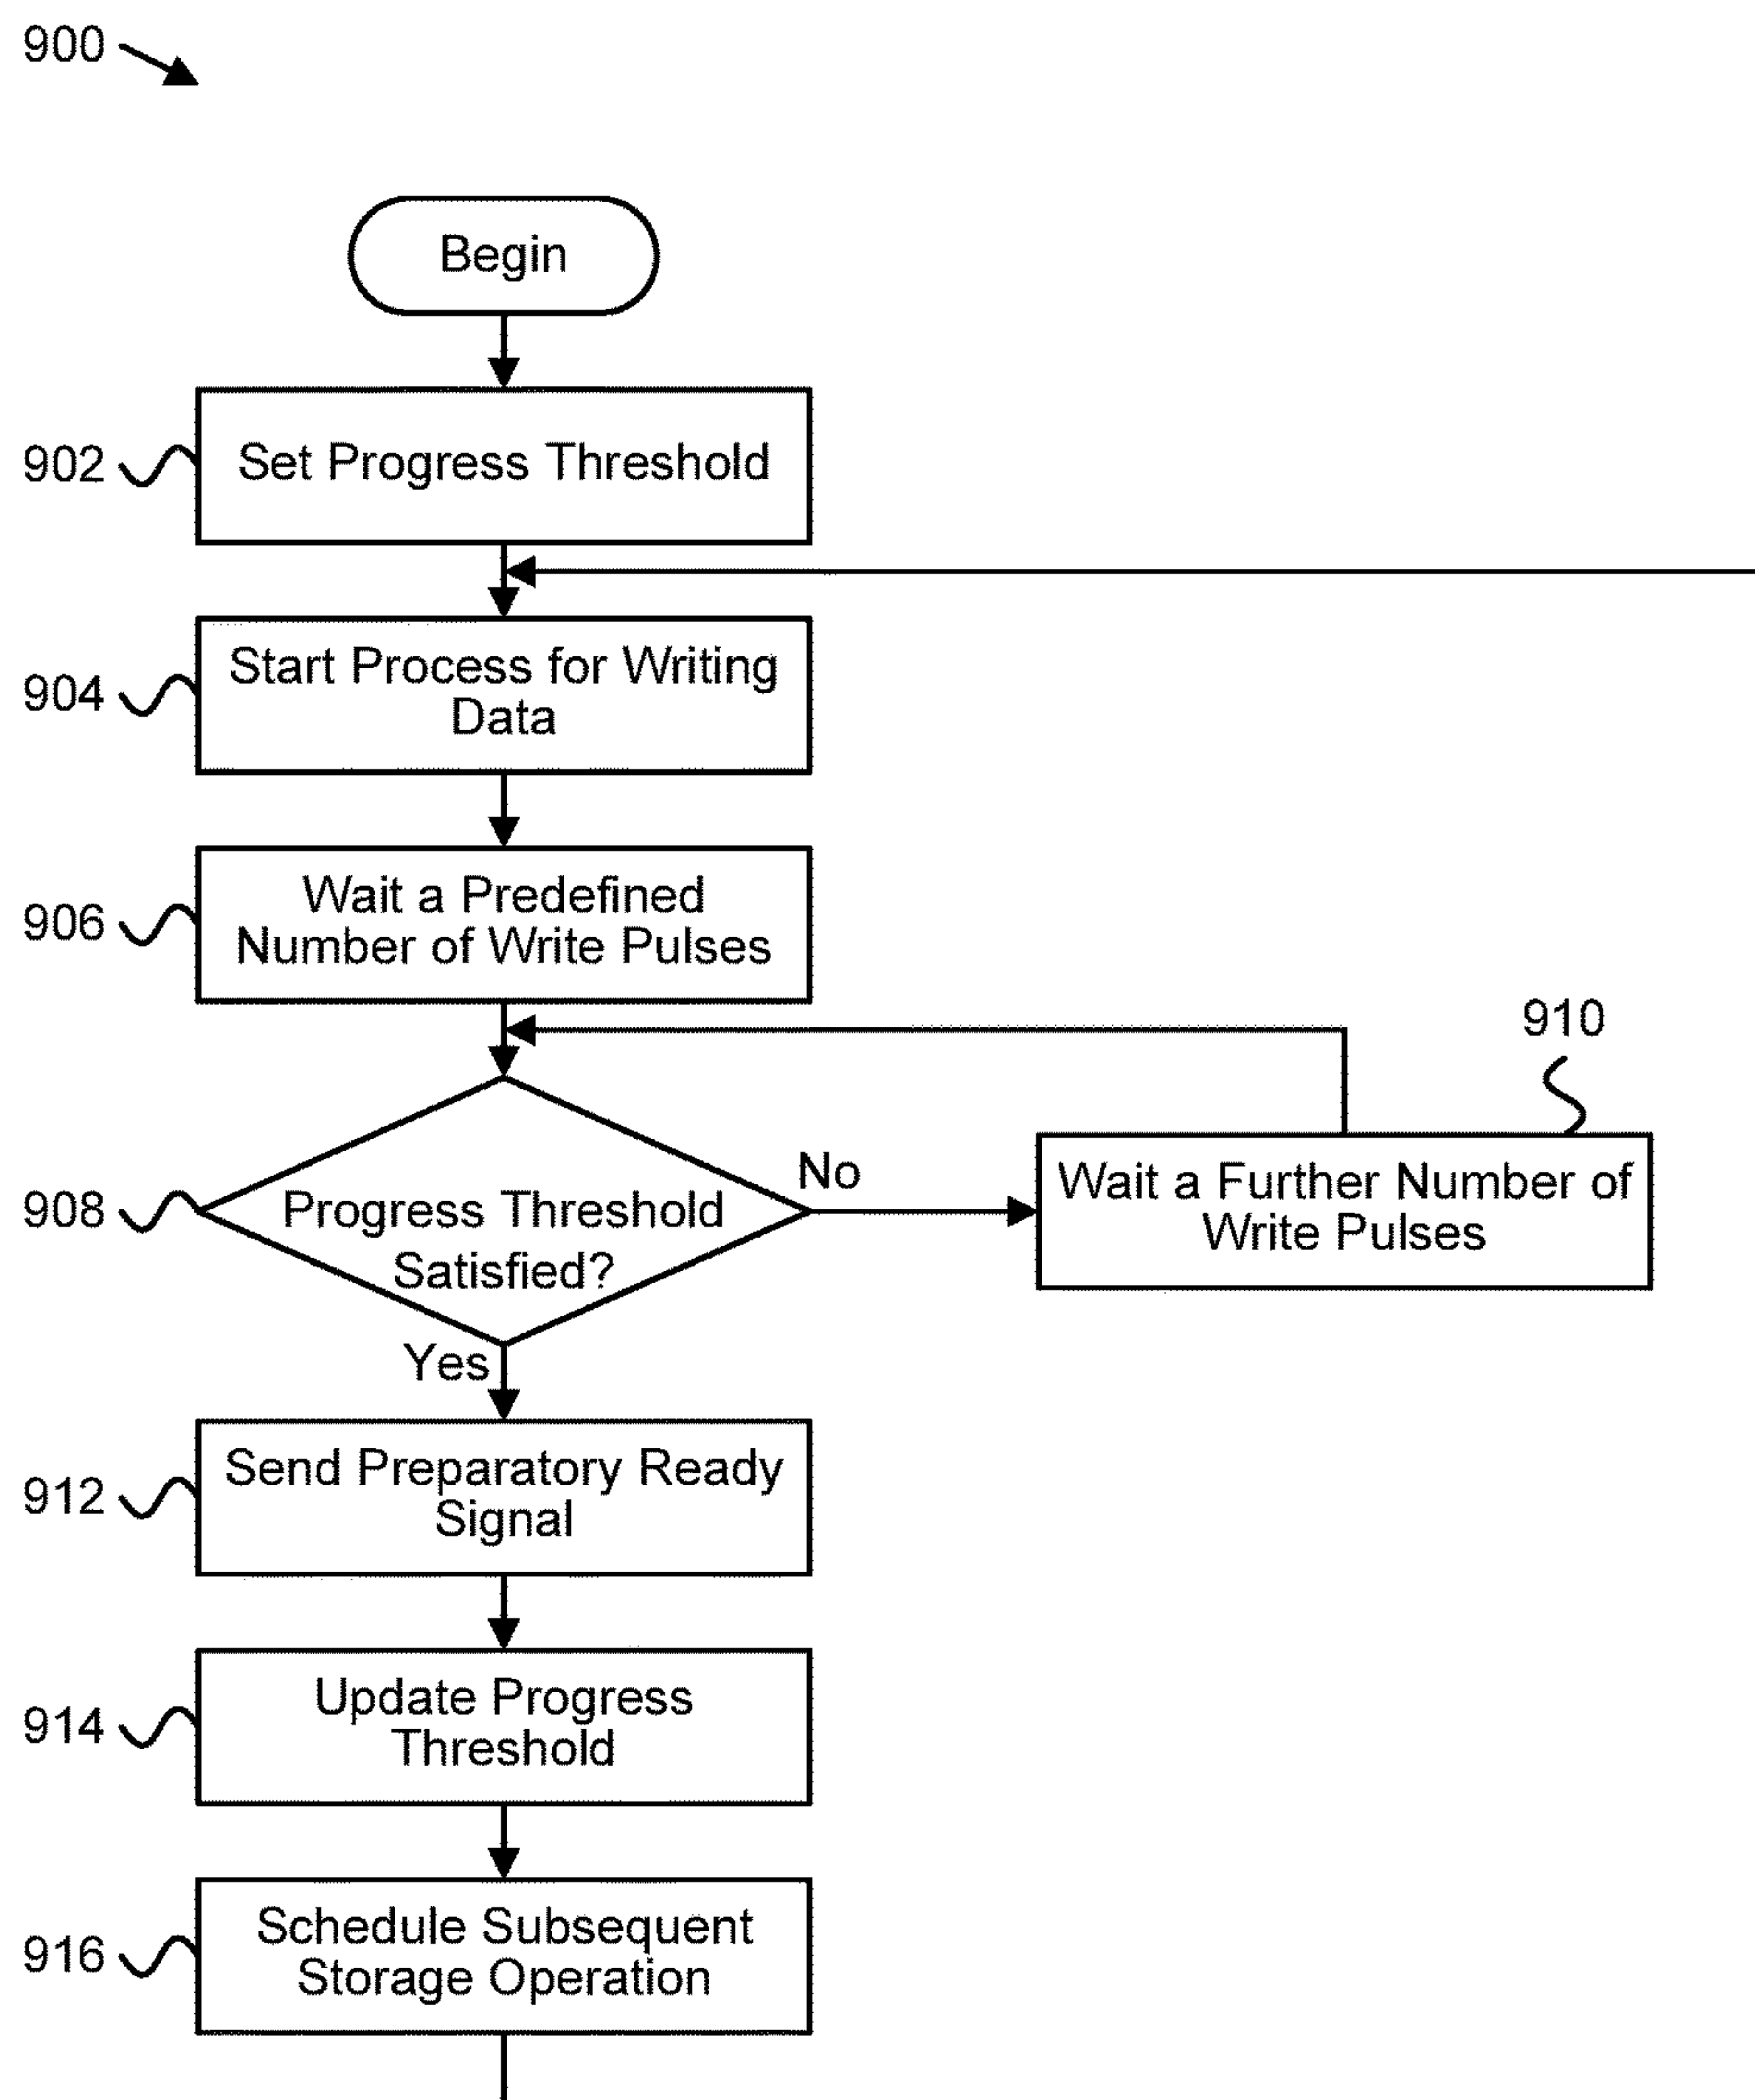 900
Begin
902
Set Progress Threshold
904
Start Process for Writing
Data
906
Wait a Predefined
Number of Write Pulses
908
Progress Threshold
Satisfied?
No
910
Wait a Further Number of
Write Pulses
Yes
912
Send Preparatory Ready
Signal
914
Update Progress
Threshold
916
Schedule Subsequent
Storage Operation